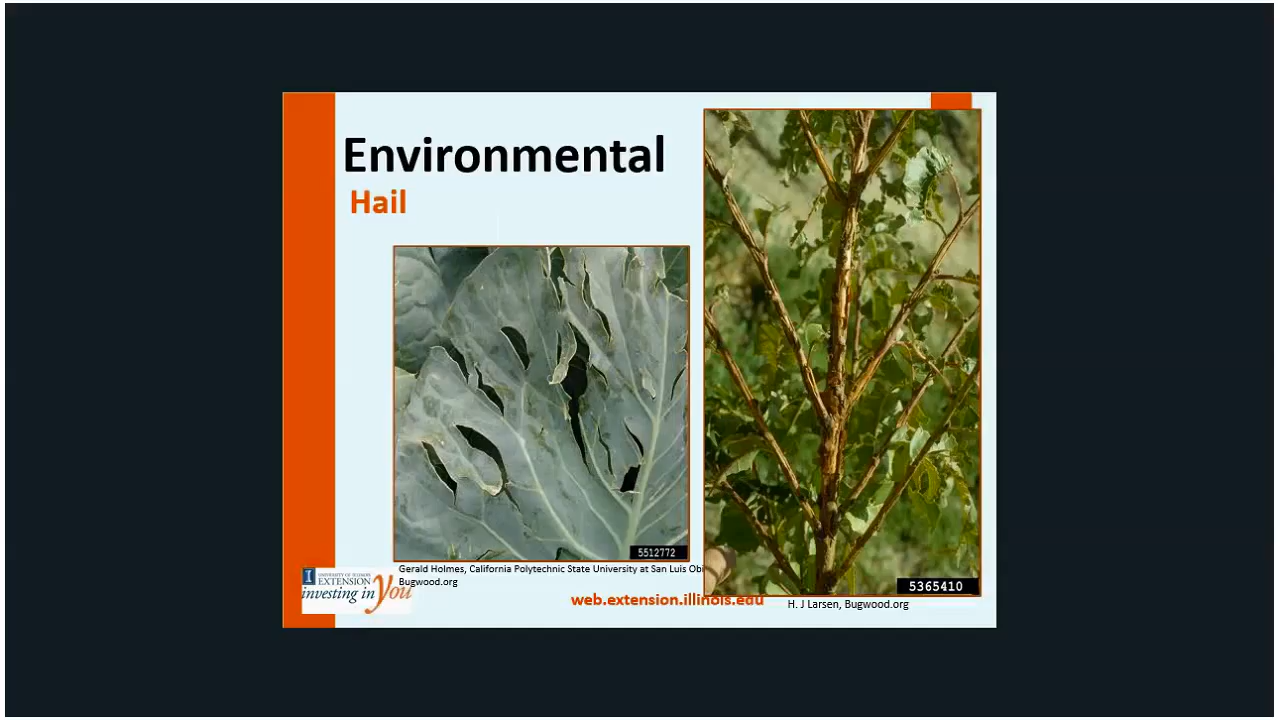 Environmental
Hail
5512772
Gerald Holmes, California Polytechnic State University at San Luis Obi
Bugwood.org
5365410
H. J Larsen, Bugwood.org
I
UNIVERSITY OF ILLINOIS
EXTENSION
investing in You
web.extension.illinois.edu